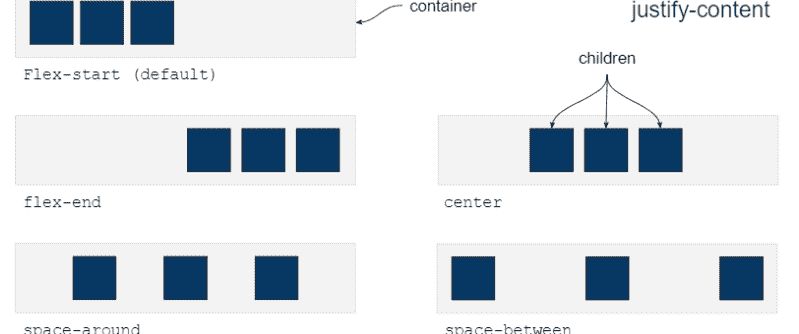 container
justify-content
Flex-start (default)
children
flex-end
center
space-around
space-between